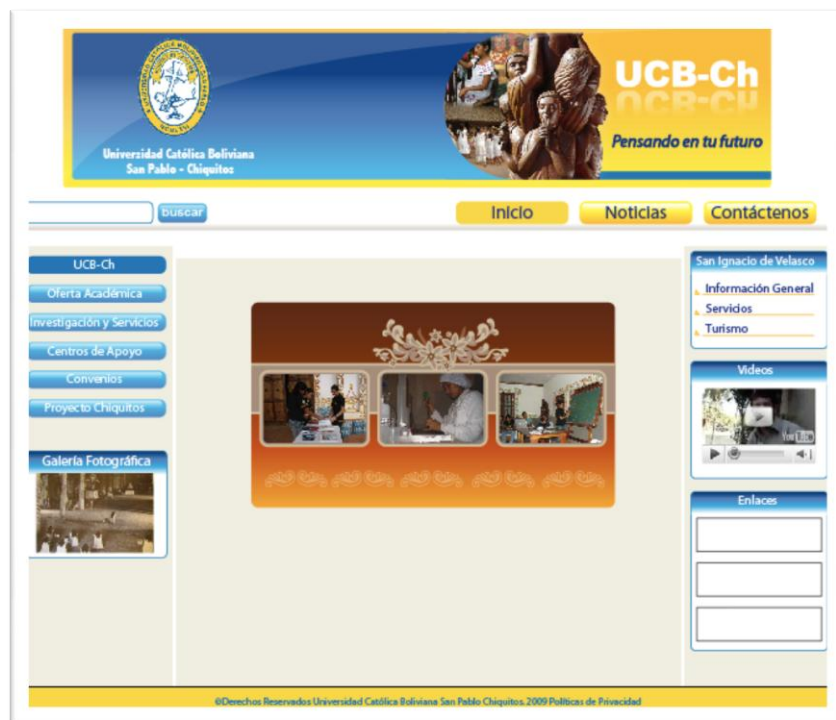 Universidad Católica Boliviana
San Pablo - Chiquitos
UCB-Ch
Pensando en tu futuro
buscar
Inicio
Noticias
Contáctenos
UCB-Ch
Oferta Académica
Investigación y Servicios
Centros de Apoyo
Convenios
Proyecto Chiquitos
Galería Fotográfica
San Ignacio de Velasco
Información General
Servicios
Turismo
Videos
Enlaces
©Derechos Reservados Universidad Católica Boliviana San Pablo Chiquitos. 2009 Políticas de Privacidad